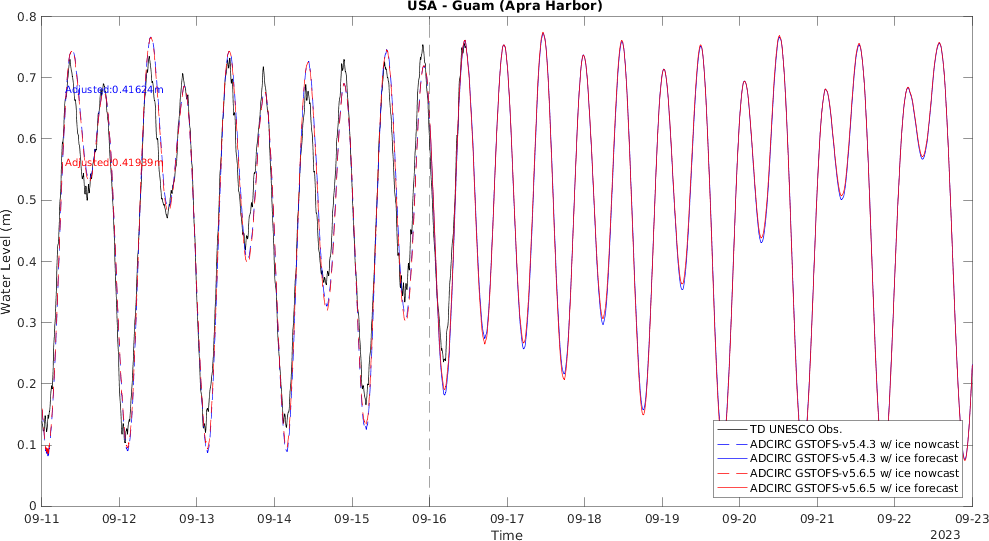 USA - Guam (Apra Harbor)
0.8
0.7
0.6
0.5
0.4
0.3
0.2
0.1
0
Water Level (m)
Adjusted:0.41624m
Adjusted:0.41939m
TD UNESCO Obs.
ADCIRC GSTOFS-v5.4.3 w/ ice nowcast
ADCIRC GSTOFS-v5.4.3 w/ ice forecast
ADCIRC GSTOFS-v5.6.5 w/ ice nowcast
ADCIRC GSTOFS-v5.6.5 w/ ice forecast
09-11 09-12 09-13 09-14 09-15 09-16 09-17 09-18 09-19 09-20 09-21 09-22 09-23
Time
2023